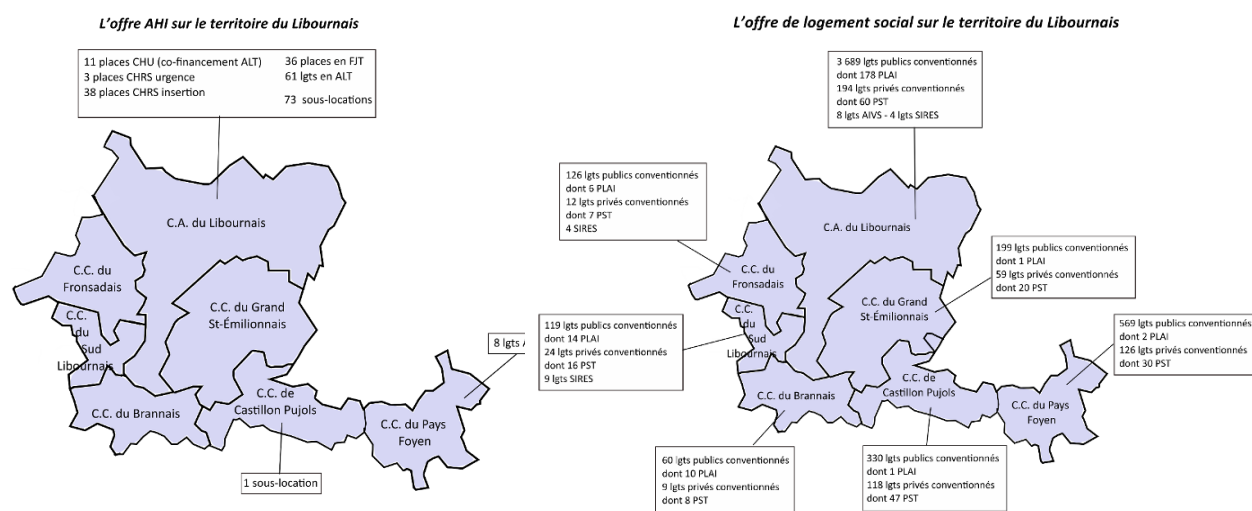 L'offre AHI sur le territoire du Libournais
11 places CHU (co-financement ALT)
3 places CHRS urgence
38 places CHRS insertion
36 places en FJT
61 lgts en ALT
73 sous-locations
C.A. du Libournais
C.C. du
Fronsadais
C.C. du Grand
St-Émilionnais
C.C.
du
Sud
Libournais
8 lgts
C.C. de
Castillon Pujols
C.C. du Brannais
C.C. du Pays
Foyen
1 sous-location
L'offre de logement social sur le territoire du Libournais
3 689 lgts publics conventionnés
dont 178 PLAI
194 lgts privés conventionnés
dont 60 PST
8 lgts AIVS - 4 lgts SIRES
126 lgts publics conventionnés
dont 6 PLAI
12 lgts privés conventionnés
dont 7 PST
4 SIRES
C.A. du Libournais
199 lgts publics conventionnés
dont 1 PLAI
59 lgts privés conventionnés
dont 20 PST
C.C. du
Fronsadais
C.C. du Grand
St-Émilionnais
C.C.
du
Sud
Libournais
119 lgts publics conventionnés
dont 14 PLAI
24 lgts privés conventionnés
dont 16 PST
9 lgts SIRES
569 lgts publics conventionnés
dont 2 PLAI
126 lgts privés conventionnés
dont 30 PST
C.C. de
Castillon Pujols
C.C. du Brannais
C.C. du Pays
Foyen
60 lgts publics conventionnés
dont 10 PLAI
9 lgts privés conventionnés
dont 8 PST
330 lgts publics conventionnés
dont 1 PLAI
118 lgts privés conventionnés
dont 47 PST